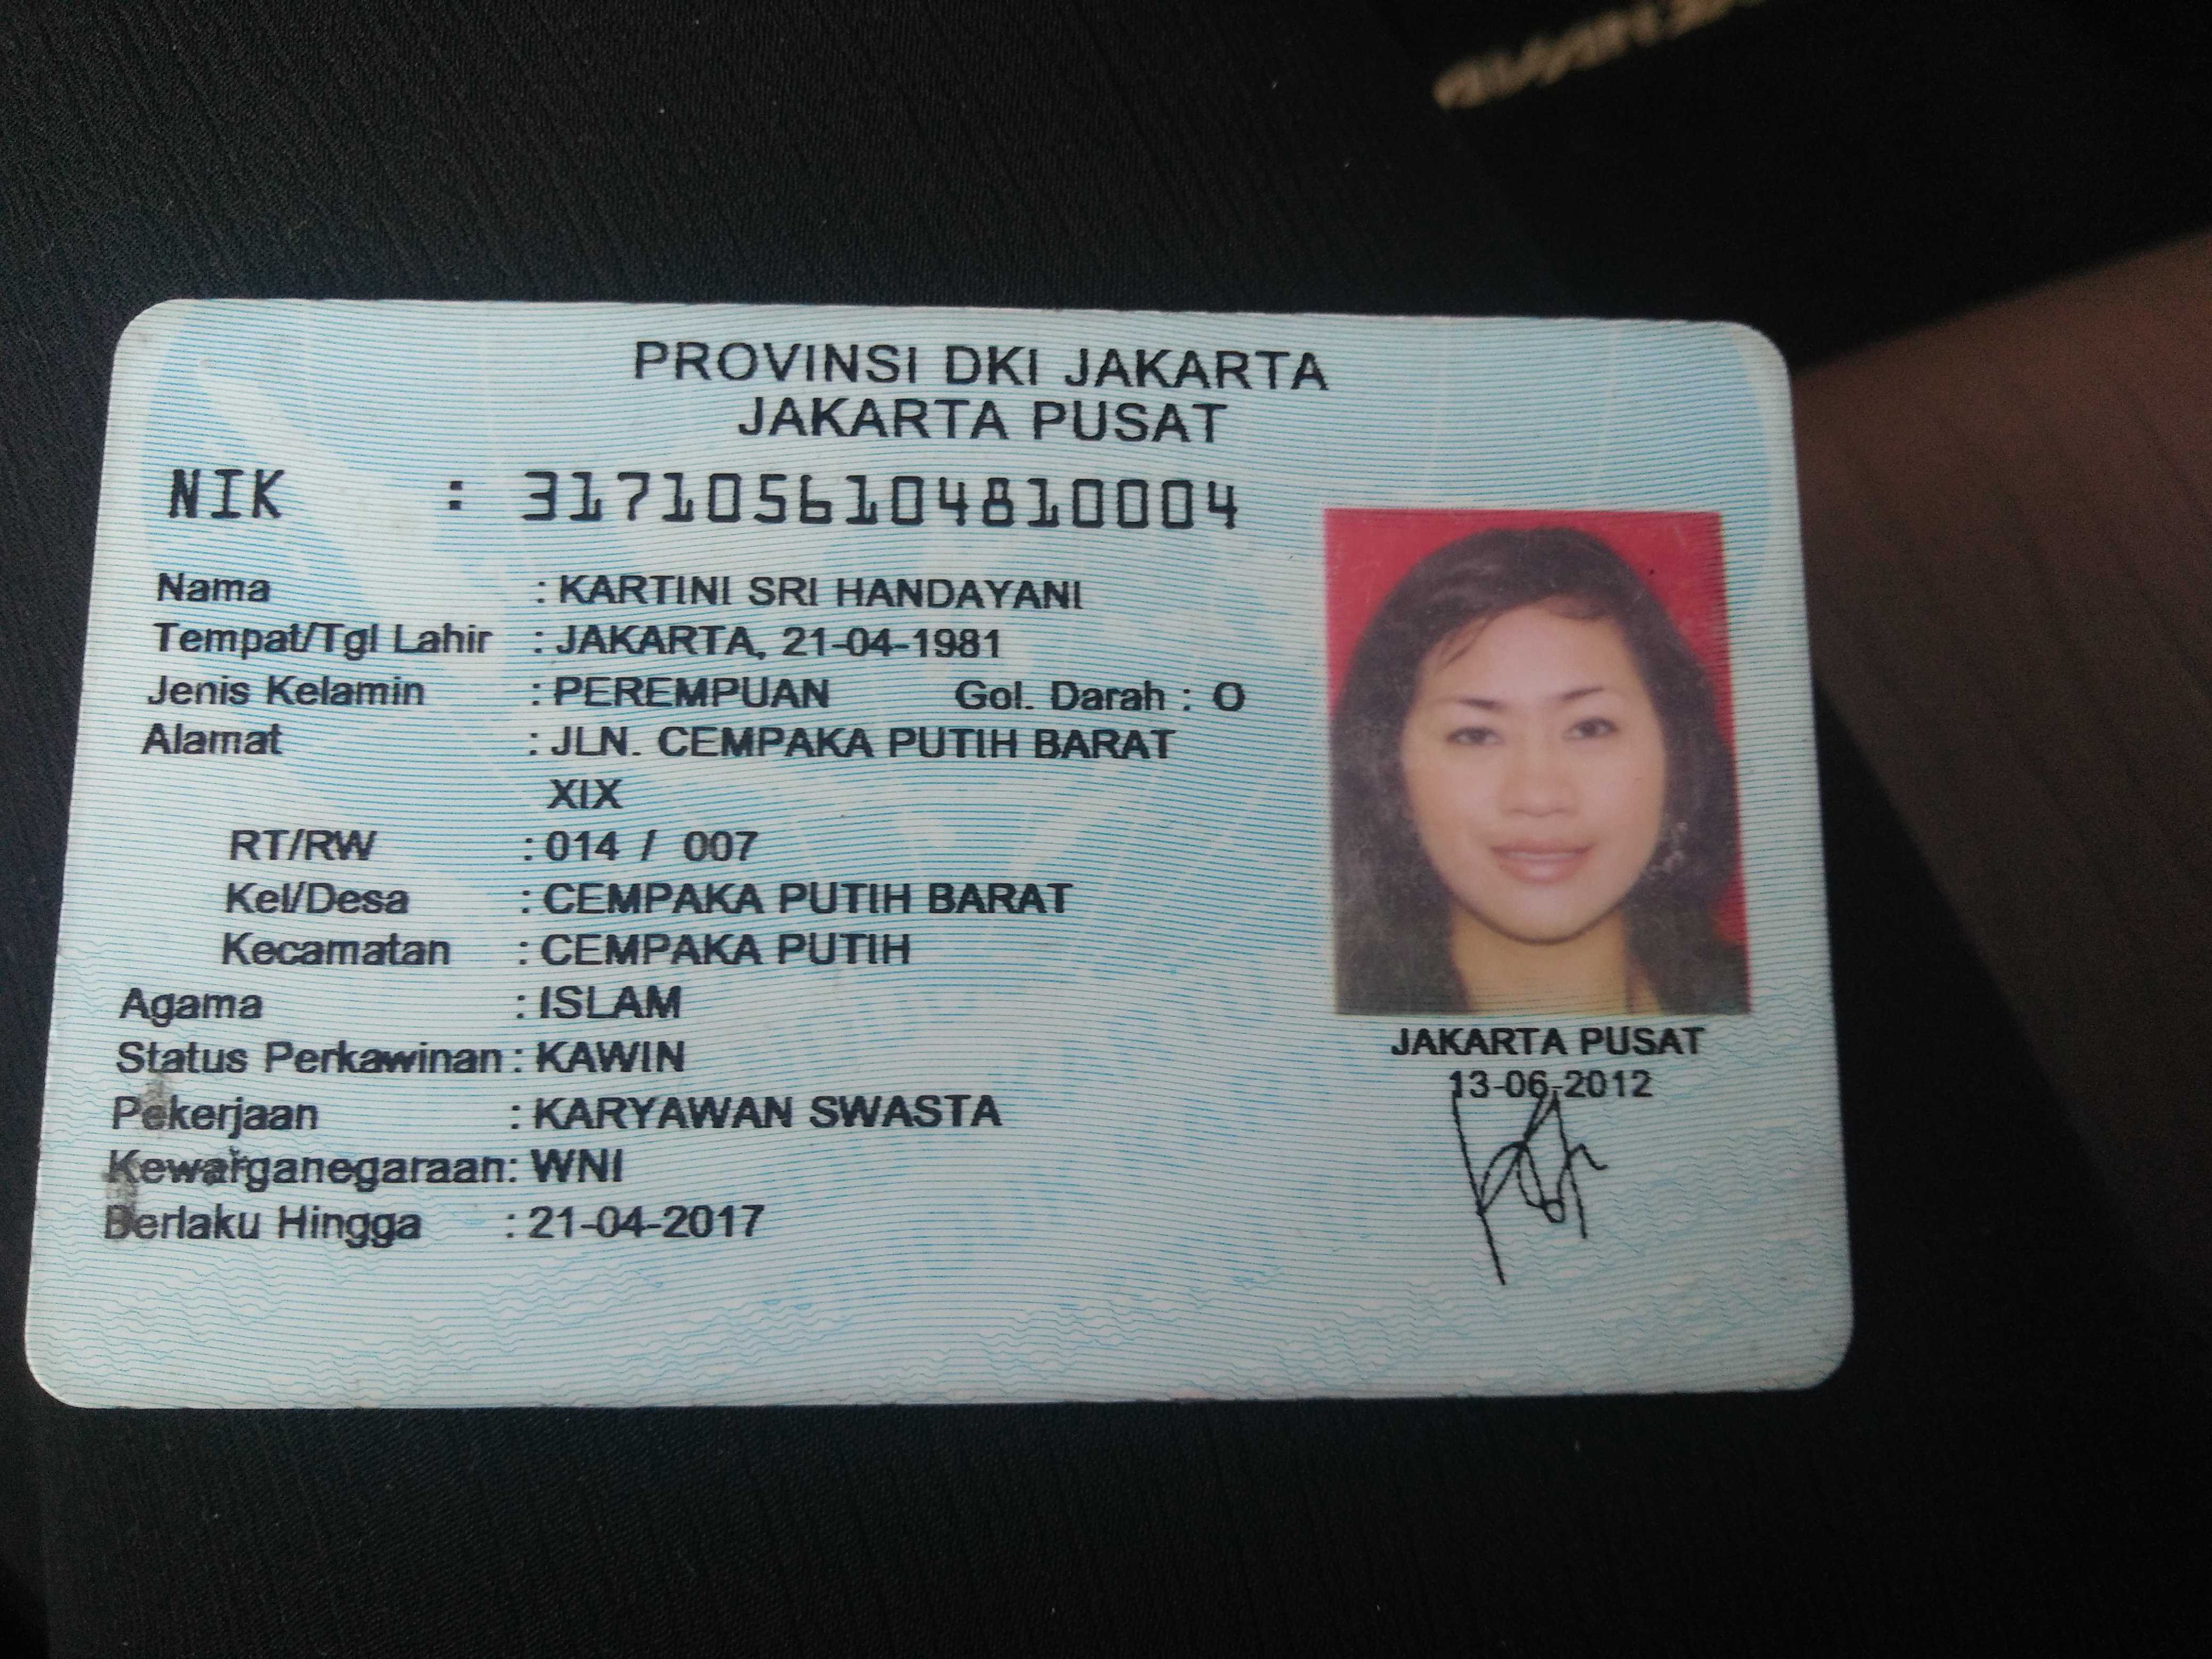 PROVINSI DKI JAKARTA
JAKARTA PUSAT
NIK : 3171056104810004
Nama : KARTINI SRI HANDAYANI
Tempat/Tgl Lahir : JAKARTA, 21-04-1981
Jenis Kelamin : PEREMPUAN Gol. Darah : O
Alamat : JLN. CEMPAKA PUTIH BARAT
XIX
RT/RW : 014 / 007
Kel/Desa : CEMPAKA PUTIH BARAT
Kecamatan : CEMPAKA PUTIH
Agama : ISLAM
Status Perkawinan : KAWIN
Pekerjaan : KARYAWAN SWASTA
Kewarganegaraan: WNI
Berlaku Hingga : 21-04-2017
JAKARTA PUSAT
13-06-2012